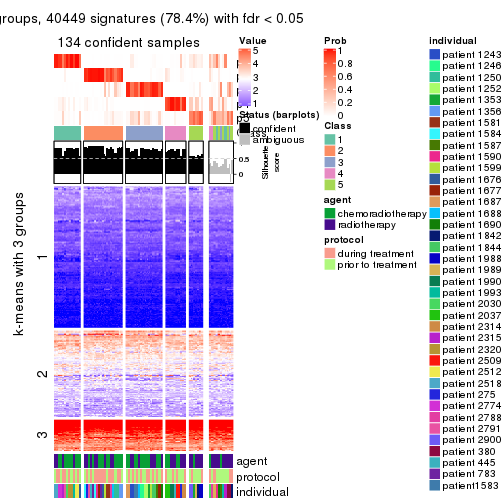 groups, 40449 signatures (78.4%) with fdr < 0.05
134 confident samples
k-means with 3 groups
1
2
3
agent
protocol
individual
Value
5
4
3
2
1
Status (barplots)
confident
ambiguous
0.5
0
Silhouette
score
Prob
1
0.8
0.6
0.4
0.2
0
Class
1
2
3
4
5
agent
chemoradiotherapy
radiotherapy
protocol
during treatment
prior to treatment
individual
patient 1243
patient 1246
patient 1250
patient 1252
patient 1353
patient 1356
patient 1581
patient 1584
patient 1587
patient 1590
patient 1599
patient 1676
patient 1677
patient 1687
patient 1688
patient 1690
patient 1842
patient 1844
patient 1988
patient 1989
patient 1990
patient 1993
patient 2030
patient 2037
patient 2314
patient 2315
patient 2320
patient 2509
patient 2512
patient 2518
patient 275
patient 2774
patient 2788
patient 2791
patient 2900
patient 380
patient 445
patient 783
patient1583